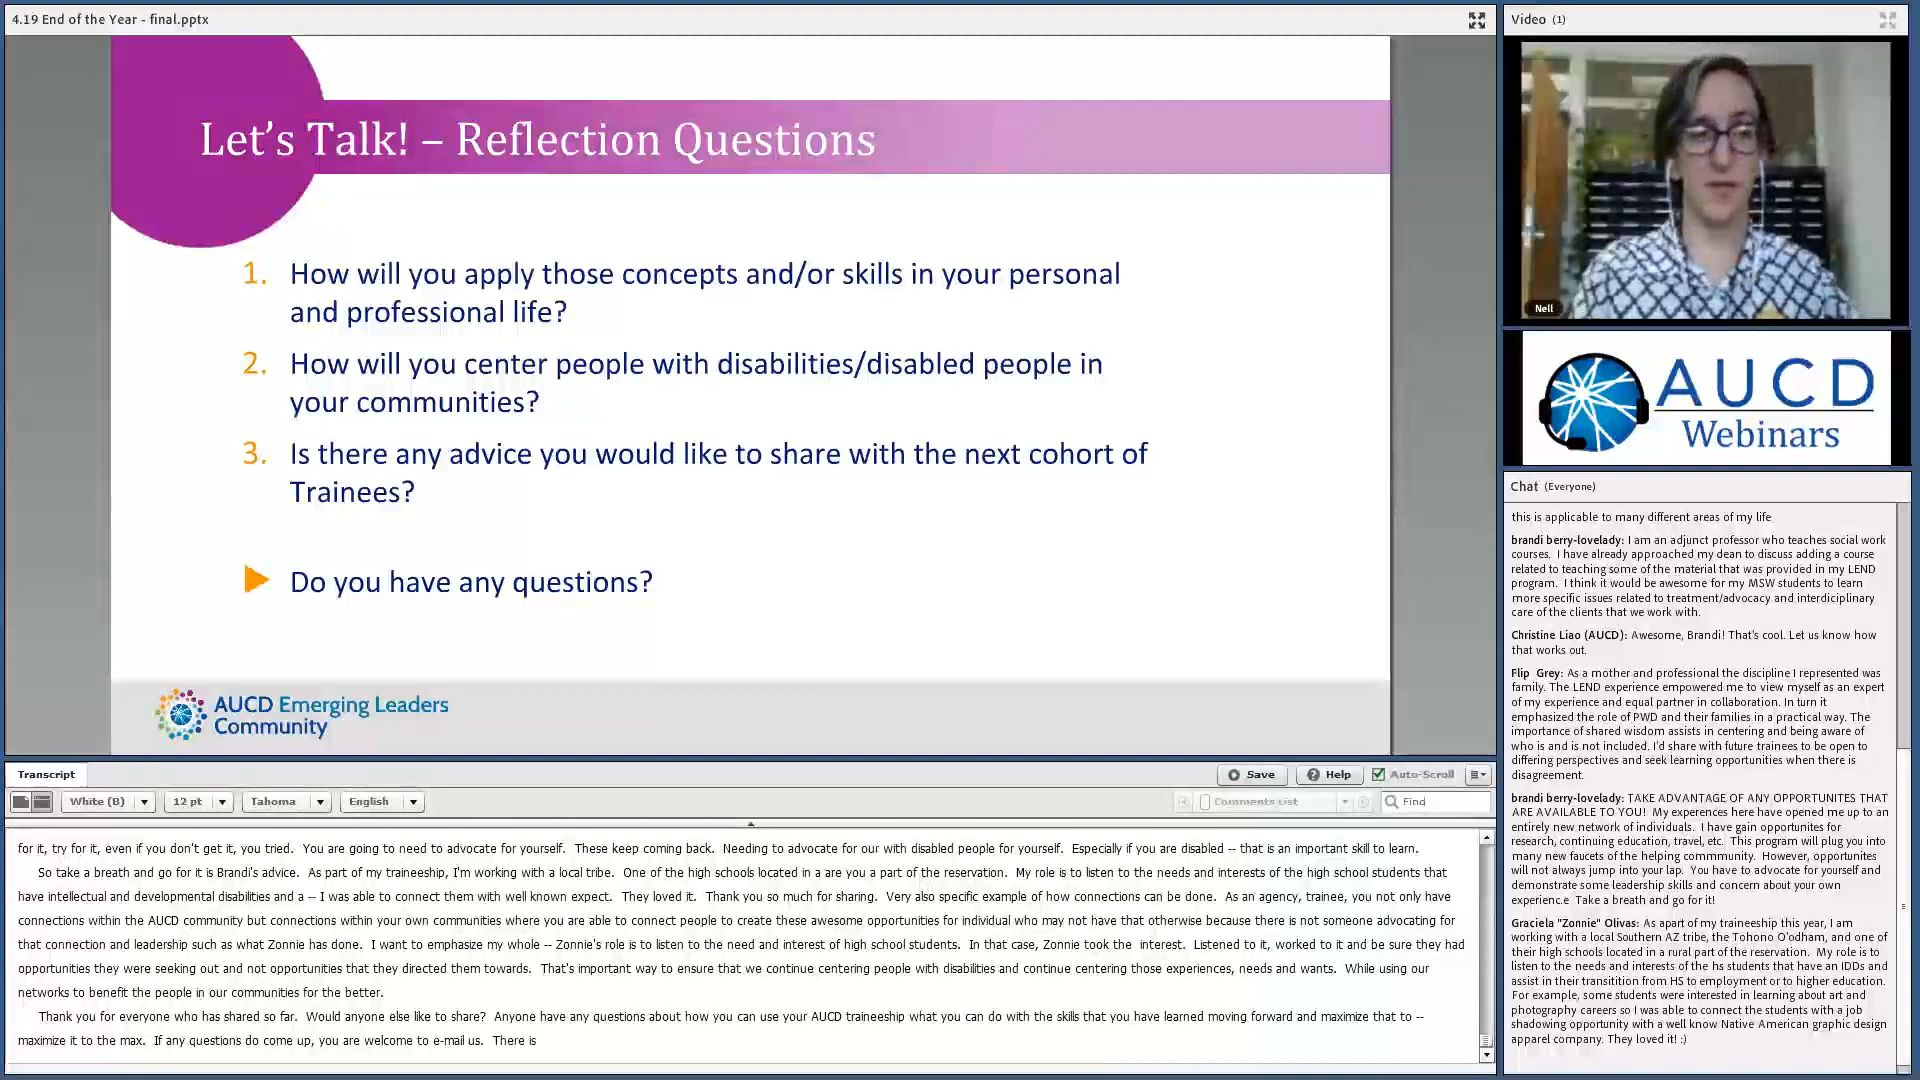 4.19 End of the Year - final.pptx
Let's Talk! – Reflection Questions
1. How will you apply those concepts and/or skills in your personal
and professional life?
2. How will you center people with disabilities/disabled people in
your communities?
3. Is there any advice you would like to share with the next cohort of
Trainees?
Do you have any questions?
AUCD Emerging Leaders
Community
Video (1)
Nell
AUCD
Webinars
Chat (Everyone)
this is applicable to many different areas of my life
brandi berry-lovelady: I am an adjunct professor who teaches social work
courses. I have already approached my dean to discuss adding a course
related to teaching some of the material that was provided in my LEND
program. I think it would be awesome for my MSW students to learn
more specific issues related to treatment/advocacy and interdiciplinary
care of the clients that we work with.
Christine Liao (AUCD): Awesome, Brandi! That's cool. Let us know how
that works out.
Flip Grey: As a mother and professional the discipline I represented was
family. The LEND experience empowered me to view myself as an expert
of my experience and equal partner in collaboration. In turn it
emphasized the role of PWD and their families in a practical way. The
importance of shared wisdom assists in centering and being aware of
who is and is not included. I'd share with future trainees to be open to
differing perspectives and seek learning opportunities when there is
disagreement.
brandi berry-lovelady: TAKE ADVANTAGE OF ANY OPPORTUNITES THAT
ARE AVAILABLE TO YOU! My experences here have opened me up to an
entirely new network of individuals. I have gain opportunites for
research, continuing education, travel, etc. This program will plug you into
many new faucets of the helping commmunity. However, opportunites
will not always jump into your lap. You have to advocate for yourself and
demonstrate some leadership skills and concern about your own
experienc.e Take a breath and go for it!
Graciela "Zonnie" Olivas: As apart of my traineeship this year, I am
working with a local Southern AZ tribe, the Tohono O'odham, and one of
their high schools located in a rural part of the reservation. My role is to
listen to the needs and interests of the hs students that have an IDDs and
assist in their transitition from HS to employment or to higher education.
For example, some students were interested in learning about art and
photography careers so I was able to connect the students with a job
shadowing opportunity with a well know Native American graphic design
apparel company. They loved it! :)
Transcript
Save
Help
Auto-Scroll
White (B)
12 pt
Tahoma
English
Comments List
Find
for it, try for it, even if you don't get it, you tried. You are going to need to advocate for yourself. These keep coming back. Needing to advocate for our with disabled people for yourself. Especially if you are disabled -- that is an important skill to learn.
So take a breath and go for it is Brandi's advice. As part of my traineeship, I'm working with a local tribe. One of the high schools located in a are you a part of the reservation. My role is to listen to the needs and interests of the high school students that
have intellectual and developmental disabilities and a -- I was able to connect them with well known expect. They loved it. Thank you so much for sharing. Very also specific example of how connections can be done. As an agency, trainee, you not only have
connections within the AUCD community but connections within your own communities where you are able to connect people to create these awesome opportunities for individual who may not have that otherwise because there is not someone advocating for
that connection and leadership such as what Zonnie has done. I want to emphasize my whole -- Zonnie's role is to listen to the need and interest of high school students. In that case, Zonnie took the interest. Listened to it, worked to it and be sure they had
opportunities they were seeking out and not opportunities that they directed them towards. That's important way to ensure that we continue centering people with disabilities and continue centering those experiences, needs and wants. While using our
networks to benefit the people in our communities for the better.
Thank you for everyone who has shared so far. Would anyone else like to share? Anyone have any questions about how you can use your AUCD traineeship what you can do with the skills that you have learned moving forward and maximize that to --
maximize it to the max. If any questions do come up, you are welcome to e-mail us. There is